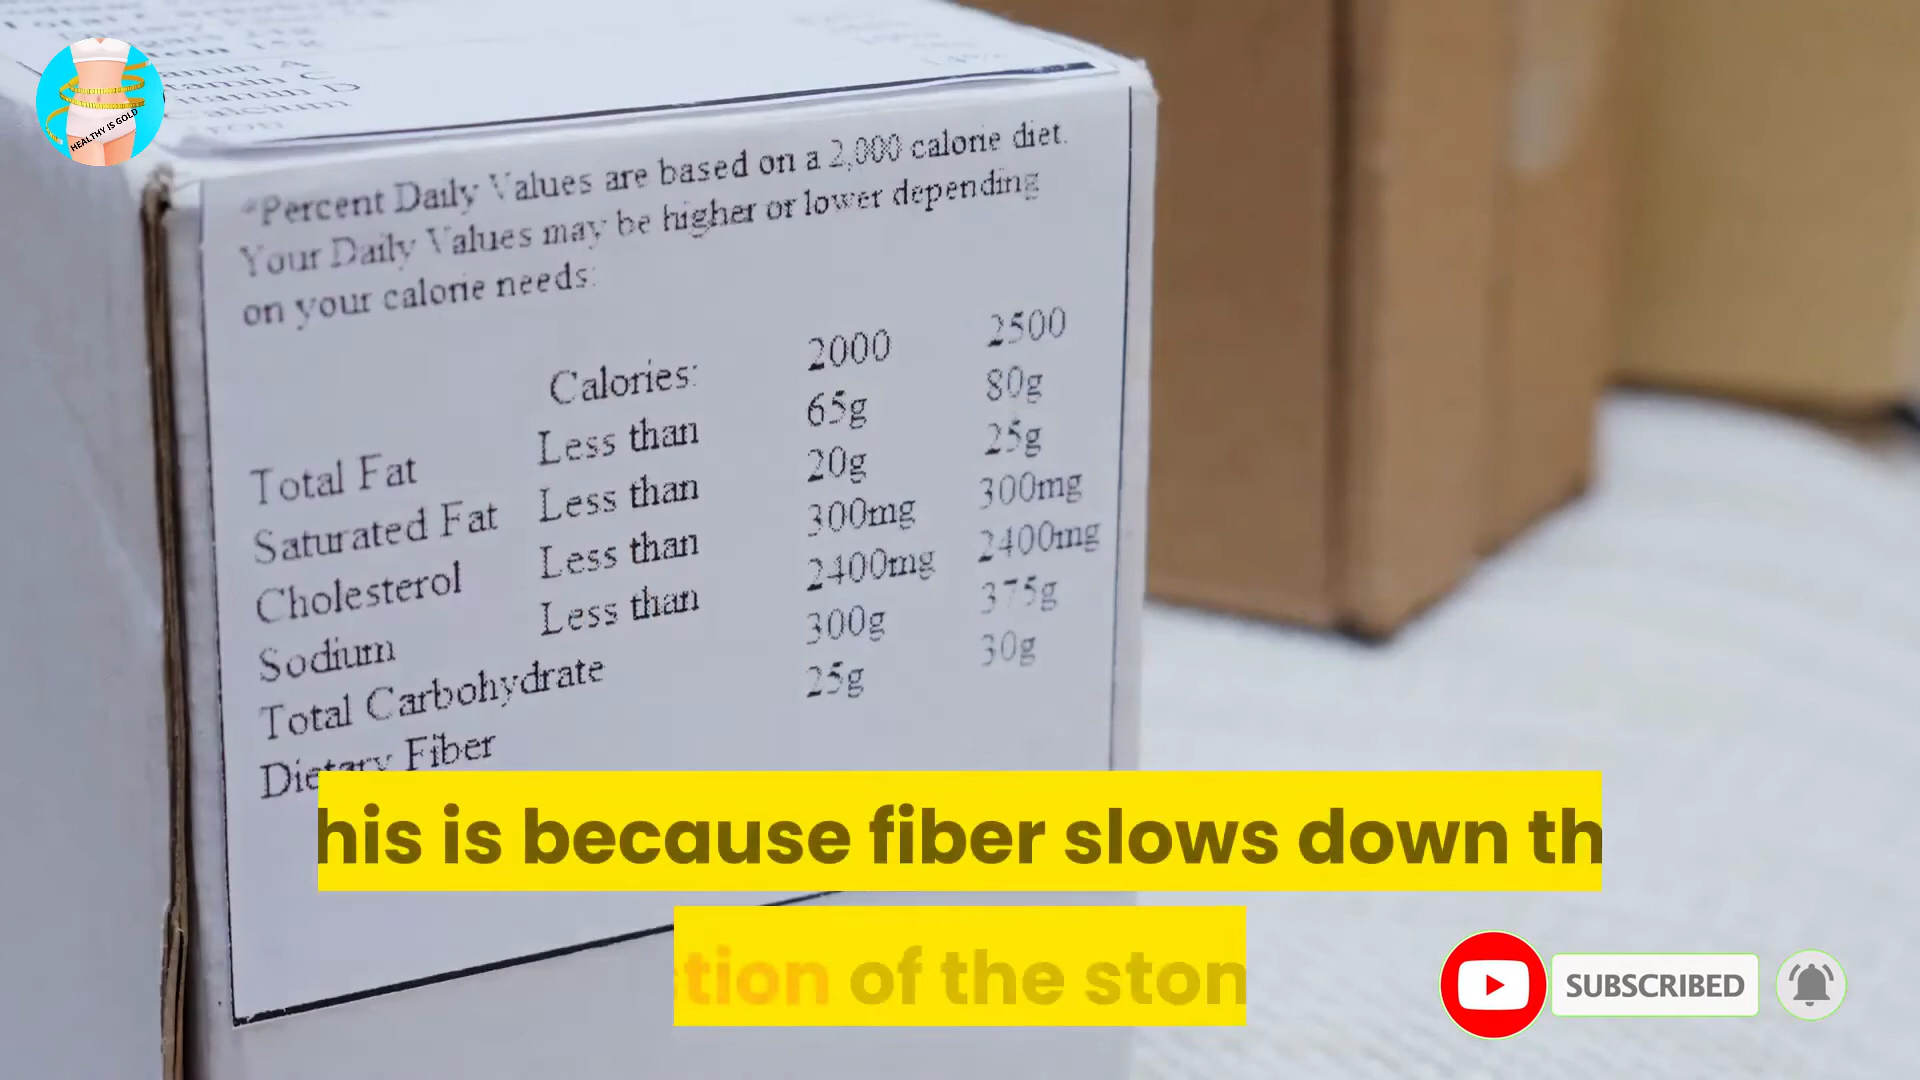 HEALTHY IS GOLD
*Percent Daily Values are based on a 2,000 calorie diet.
Your Daily Values may be higher or lower depending
on your calorie needs:
Calories: 2000 2500
Total Fat Less than 65g 80g
Saturated Fat Less than 20g 25g
Cholesterol Less than 300mg 300mg
Sodium Less than 2400mg 2400mg
Total Carbohydrate 300g 375g
Dietary Fiber 25g 30g
his is because fiber slows down th
tion of the ston
SUBSCRIBED